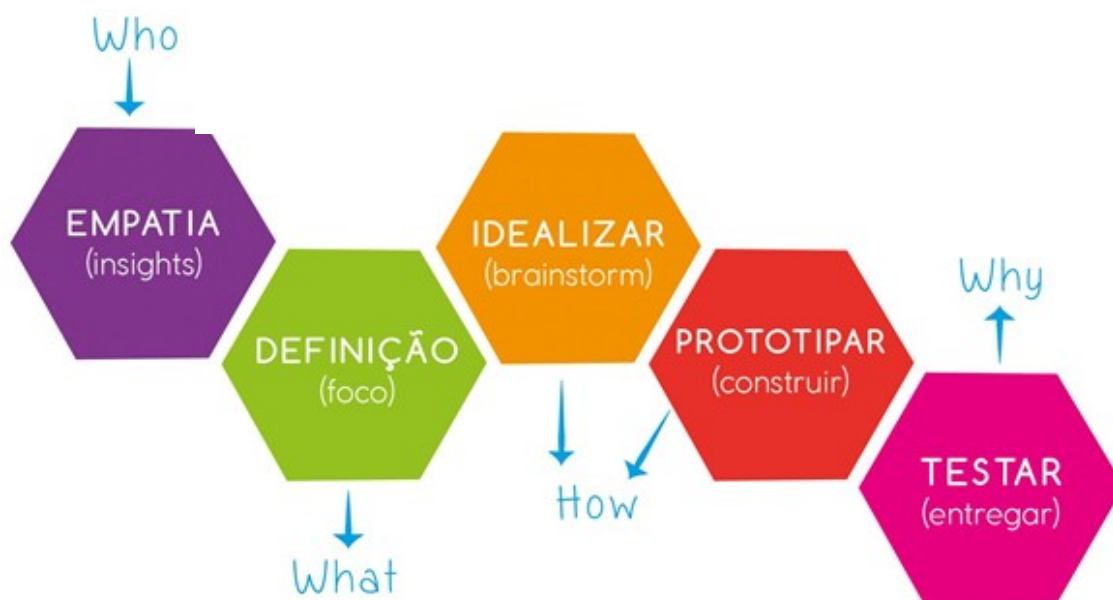 Who
EMPATIA
(insights)
DEFINIÇÃO
(foco)
What
IDEALIZAR
(brainstorm)
How
PROTOTIPAR
(construir)
Why
TESTAR
(entregar)